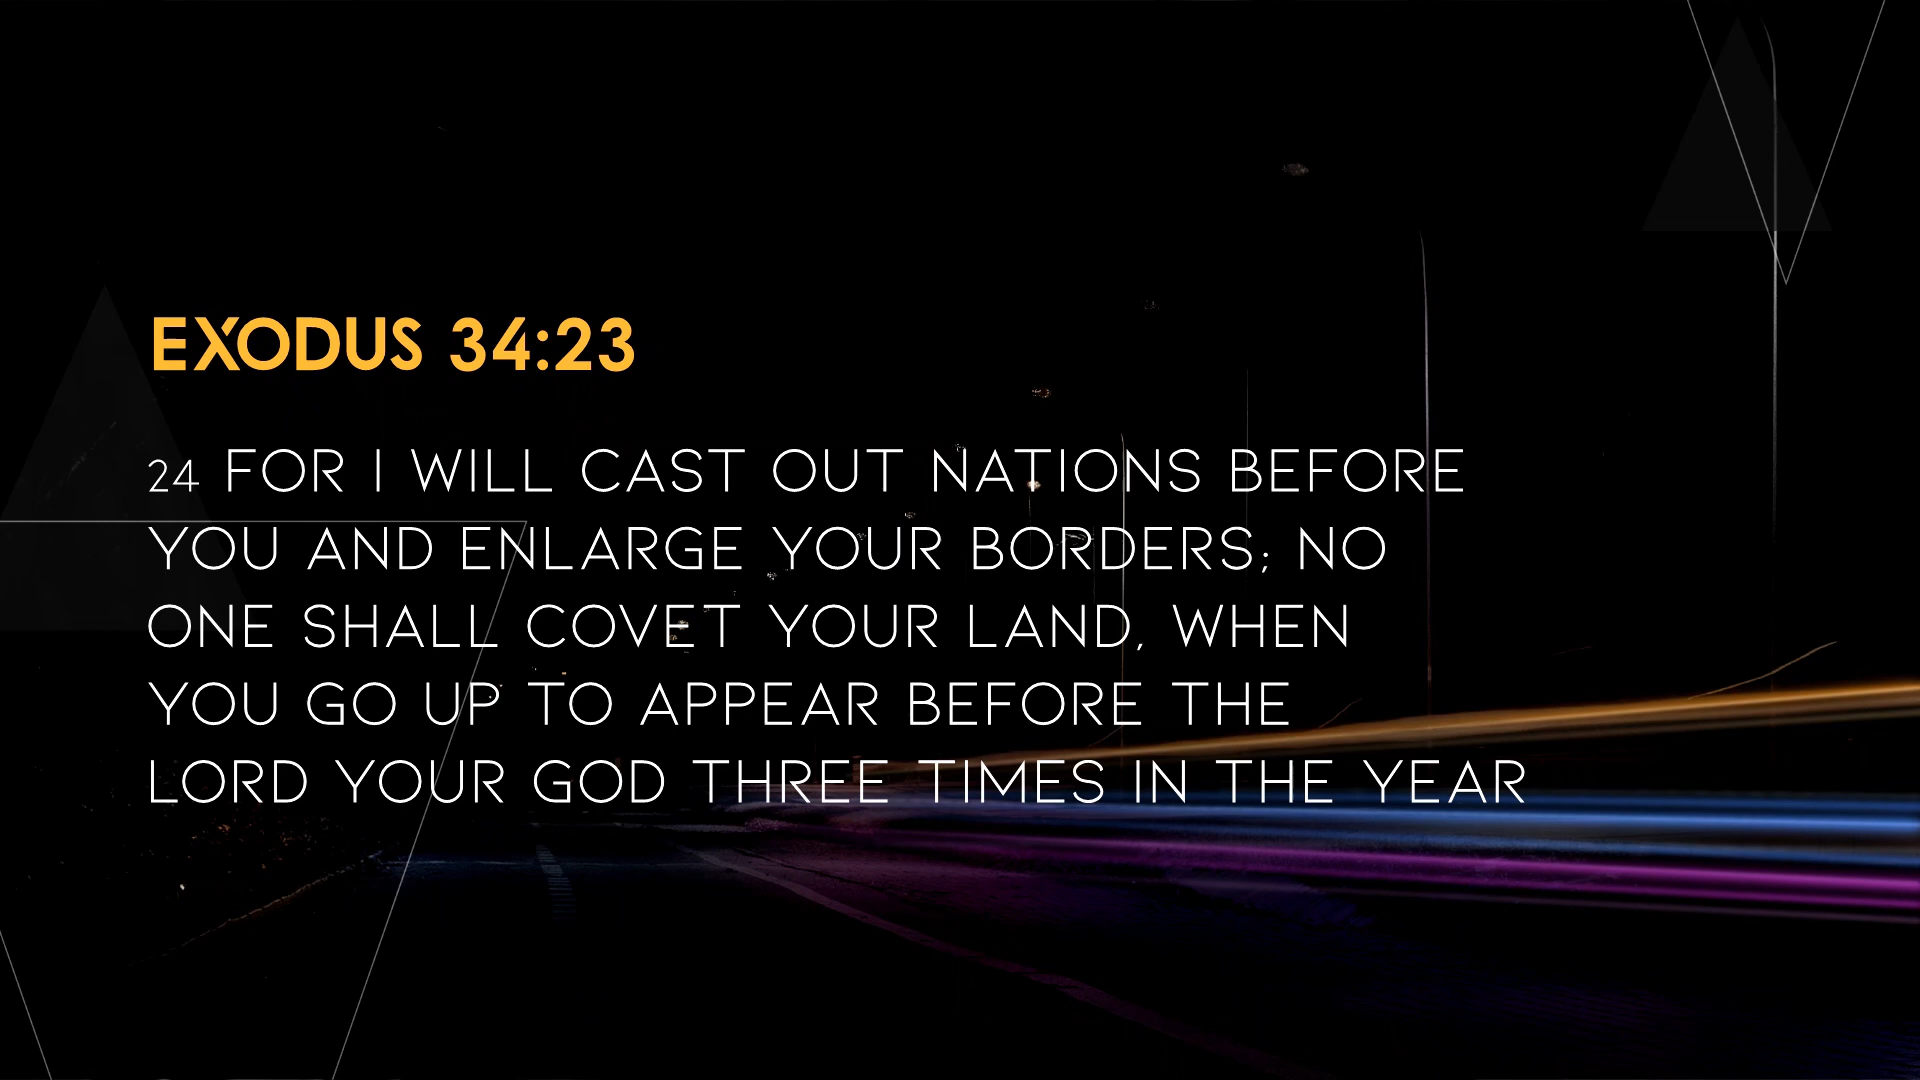 EXODUS 34:23
24 FOR I WILL CAST OUT NATIONS BEFORE
YOU AND ENLARGE YOUR BORDERS; NO
ONE SHALL COVET YOUR LAND, WHEN
YOU GO UP TO APPEAR BEFORE THE
LORD YOUR GOD THREE TIMES IN THE YEAR